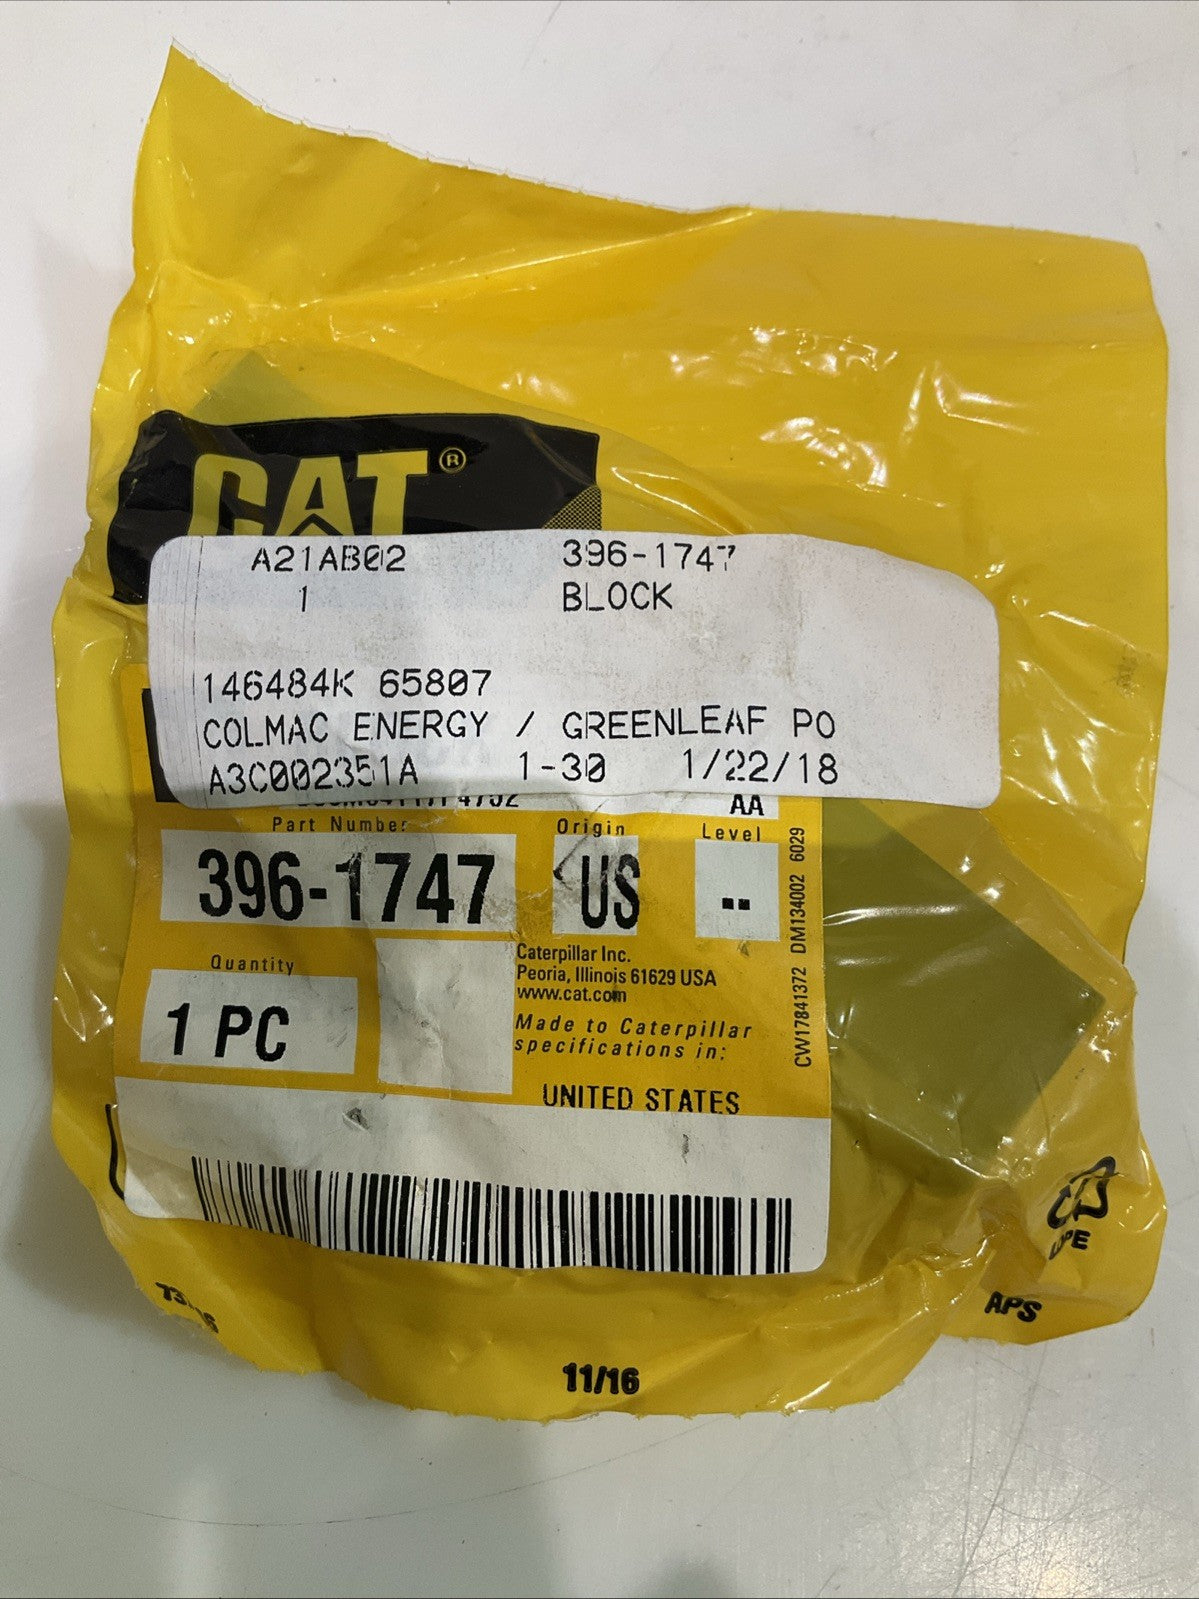 CAT®
A21AB02 396-1747
1 BLOCK
146484K 65807
COLMAC ENERGY / GREENLEAF PO
A3C002351A 1-30 1/22/18
AA
Part Number Origin Level
396-1747 US --
Quantity
1 PC
Caterpillar Inc.
Peoria, Illinois 61629 USA
www.cat.com
Made to Caterpillar
specifications in:
UNITED STATES
CW17841372 DM134002 6029
APS
11/16